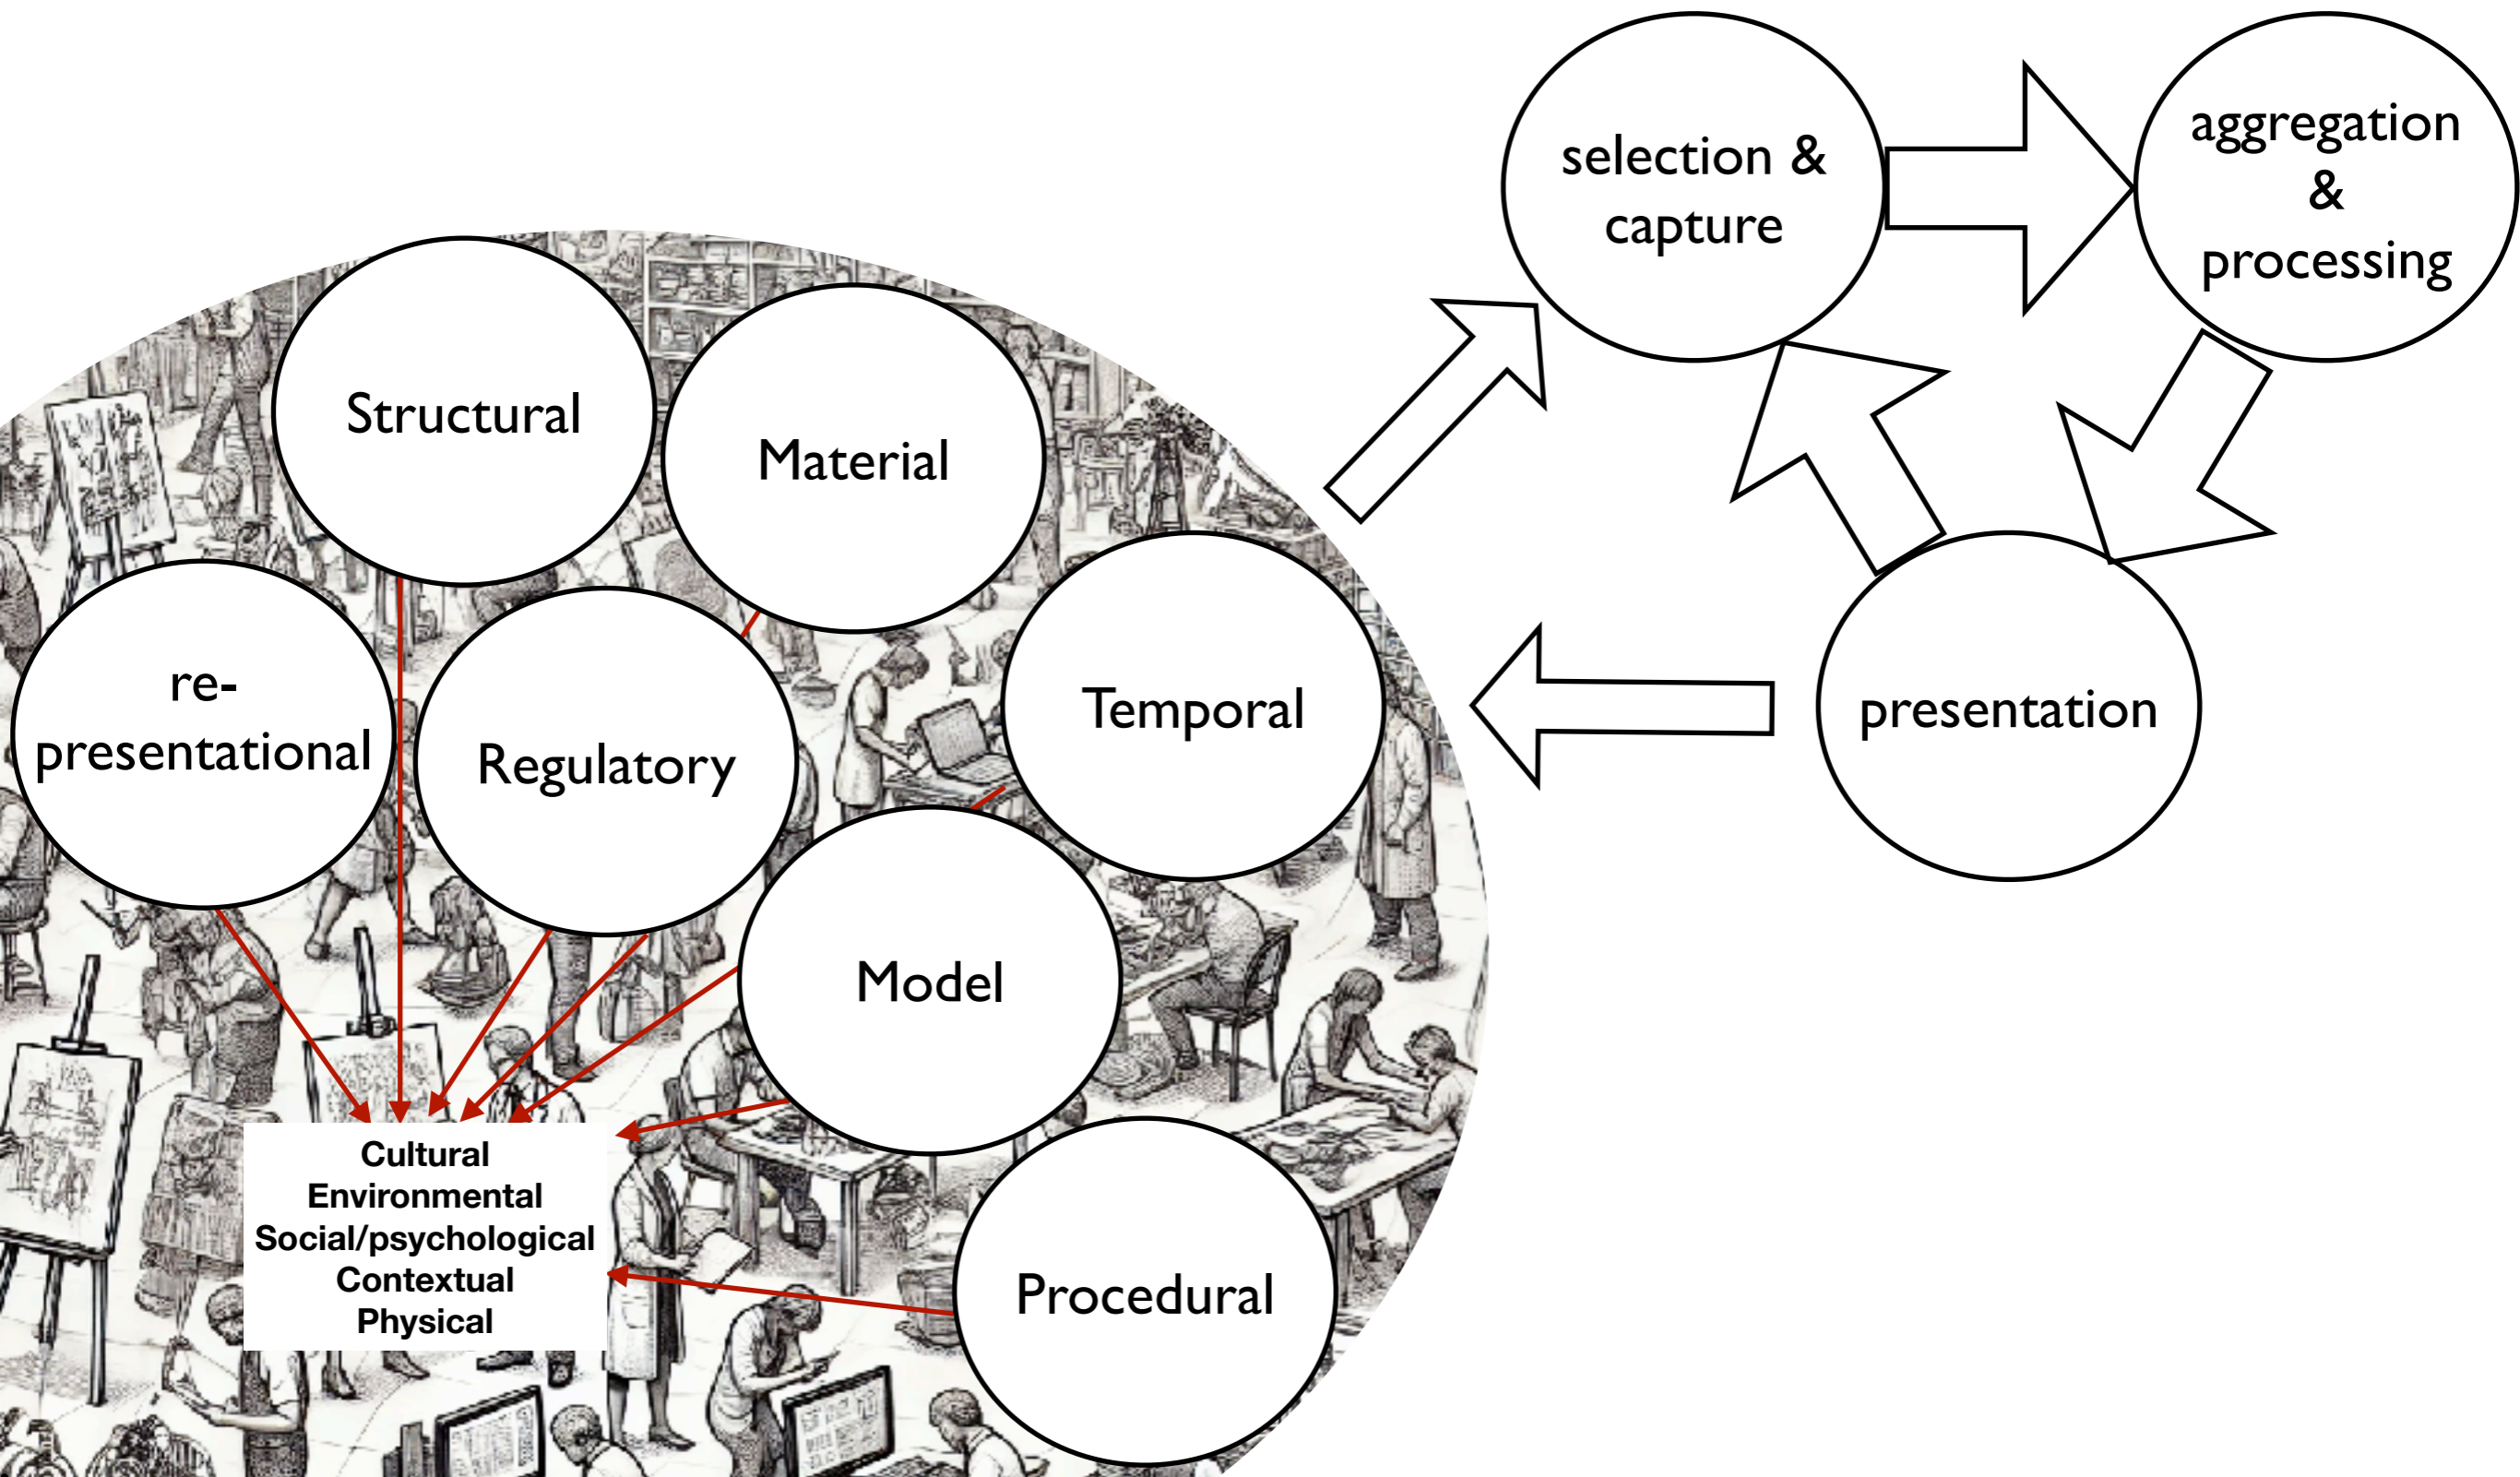 selection &
capture
aggregation
&
processing
Structural
Material
re-
presentational
Regulatory
Temporal
presentation
Model
Cultural
Environmental
Social/psychological
Contextual
Physical
Procedural